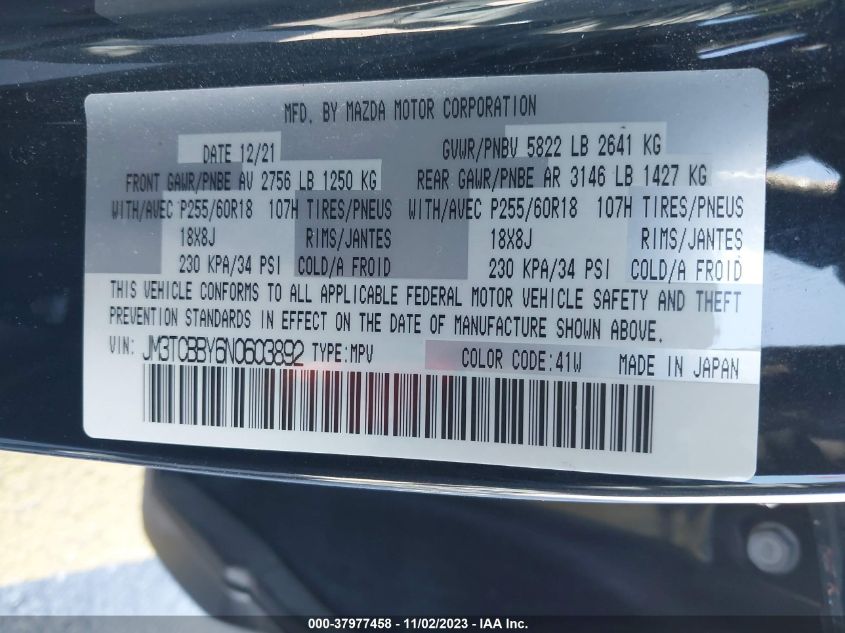 MFD. BY MAZDA MOTOR CORPORATION
DATE 12/21 GVWR/PNBV 5822 LB 2641 KG
FRONT GAWR/PNBE AV 2756 LB 1250 KG REAR GAWR/PNBE AR 3146 LB 1427 KG
WITH/AVEC P255/60R18 107H TIRES/PNEUS WITH/AVEC P255/60R18 107H TIRES/PNEUS
18X8J RIMS/JANTES 18X8J RIMS/JANTES
230 KPA/34 PSI COLD/A FROID 230 KPA/34 PSI COLD/A FROID
THIS VEHICLE CONFORMS TO ALL APPLICABLE FEDERAL MOTOR VEHICLE SAFETY AND THEFT
PREVENTION STANDARDS IN EFFECT ON THE DATE OF MANUFACTURE SHOWN ABOVE.
VIN: JM3TCBBY6N0603892 TYPE:MPV COLOR CODE:41W MADE IN JAPAN
000-37977458 - 11/02/2023 - IAA Inc.